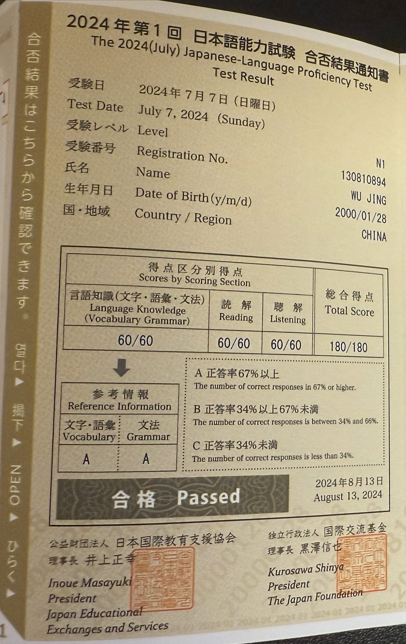 2024年第1回 日本語能力試験 合否結果通知書
The 2024(July) Japanese-Language Proficiency Test
Test Result
受験日 2024年7月7日（日曜日）
Test Date July 7, 2024 (Sunday)
受験レベル Level N1
受験番号 Registration No. 130810894
氏名 Name WU JING
生年月日 Date of Birth(y/m/d) 2000/01/28
国・地域 Country / Region CHINA
得点区分別得点
Scores by Scoring Section
総合得点
Total Score
言語知識(文字・語彙・文法)
Language Knowledge
(Vocabulary Grammar)
読解
Reading
聴解
Listening
60/60 60/60 60/60 180/180
参考情報
Reference Information
文字・語彙
Vocabulary
文法
Grammar
A A
A 正答率67%以上
The number of correct responses in 67% or higher.
B 正答率34%以上67%未満
The number of correct responses is between 34% and 66%.
C 正答率34%未満
The number of correct responses is less than 34%.
合格 Passed
2024年8月13日
August 13, 2024
公益財団法人 日本国際教育支援協会
理事長 井上正幸
Inoue Masayuki
President
Japan Educational
Exchanges and Services
独立行政法人 国際交流基金
理事長 黒澤信也
Kurosawa Shinya
President
The Japan Foundation
合否結果はこちらから確認できます。
열다▶ 揭下▶ OPEN▶ ひらく▶